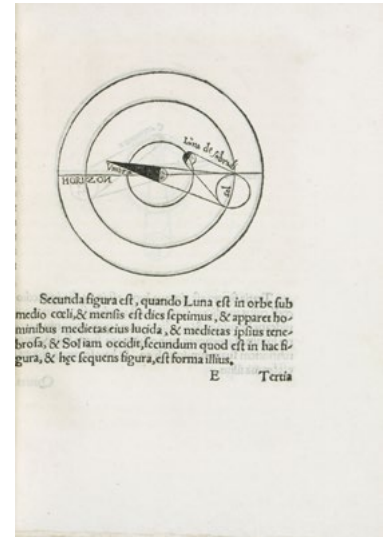 Luna de subtus
sol
HORIZON
Secunda figura est, quando Luna est in orbe sub
medio cœli, & mensis est dies septimus, & apparet ho-
minibus medietas eius lucida, & medietas ipsius tene-
brosa, & Sol iam occidit, secundum quod est in hac fi-
gura, & hęc sequens figura, est forma illius.
E Tertia